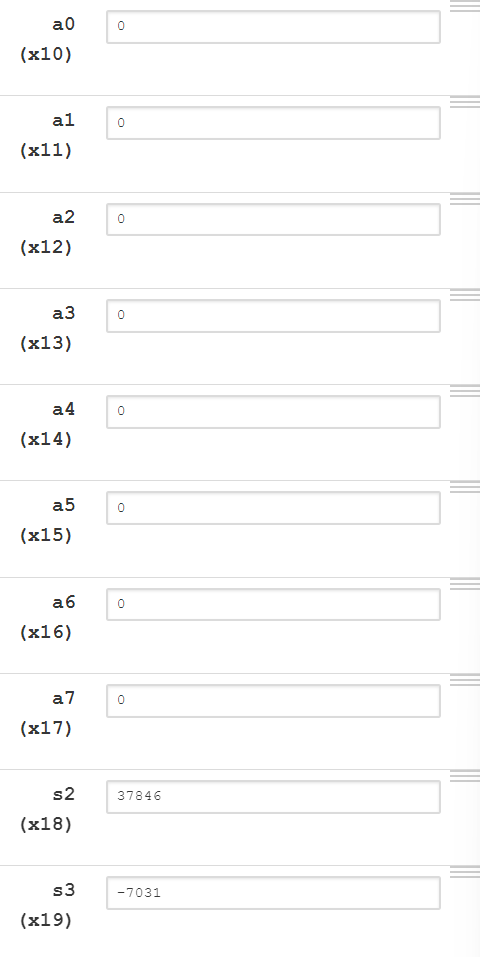 a0 0
(x10)
a1 0
(x11)
a2 0
(x12)
a3 0
(x13)
a4 0
(x14)
a5 0
(x15)
a6 0
(x16)
a7 0
(x17)
s2 37846
(x18)
s3 -7031
(x19)